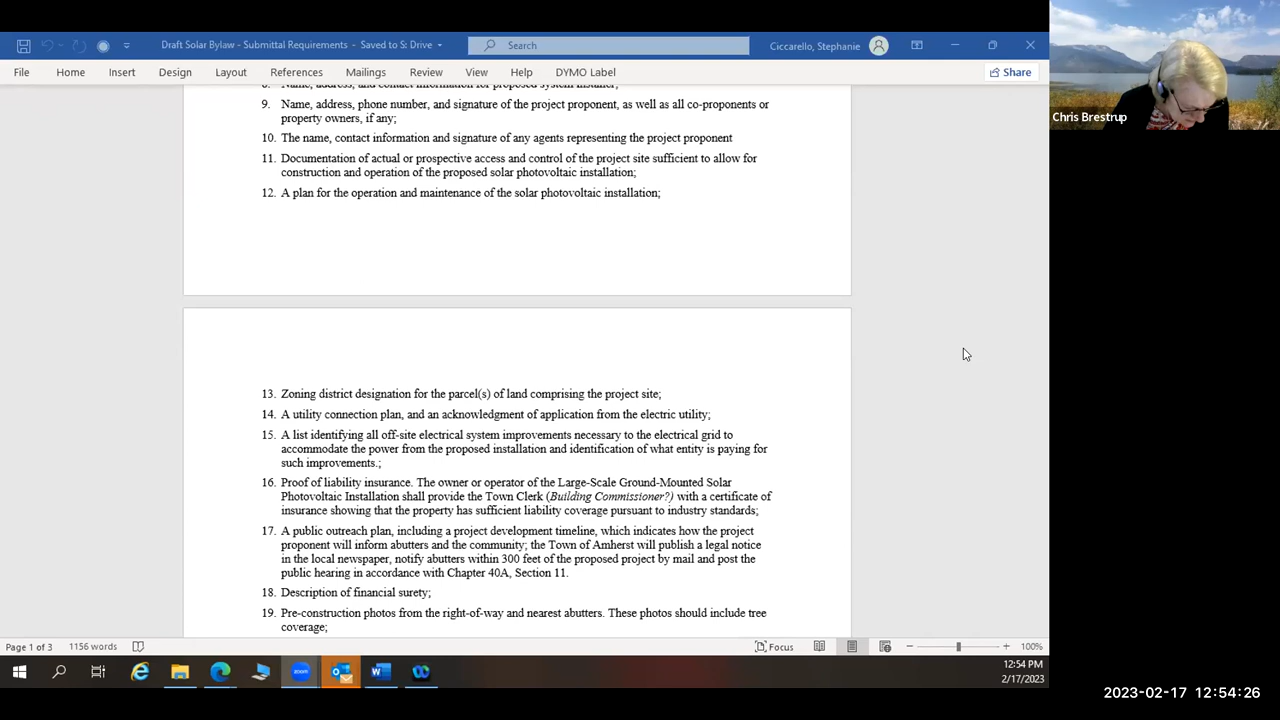 Draft Solar Bylaw - Submittal Requirements - Saved to S: Drive
Search
Ciccarello, Stephanie
File Home Insert Design Layout References Mailings Review View Help DYMO Label Share
Chris Brestrup
8. Name, address, and contact information for proposed system installer;
9. Name, address, phone number, and signature of the project proponent, as well as all co-proponents or
property owners, if any;
10. The name, contact information and signature of any agents representing the project proponent
11. Documentation of actual or prospective access and control of the project site sufficient to allow for
construction and operation of the proposed solar photovoltaic installation;
12. A plan for the operation and maintenance of the solar photovoltaic installation;
13. Zoning district designation for the parcel(s) of land comprising the project site;
14. A utility connection plan, and an acknowledgment of application from the electric utility;
15. A list identifying all off-site electrical system improvements necessary to the electrical grid to
accommodate the power from the proposed installation and identification of what entity is paying for
such improvements.;
16. Proof of liability insurance. The owner or operator of the Large-Scale Ground-Mounted Solar
Photovoltaic Installation shall provide the Town Clerk (Building Commissioner?) with a certificate of
insurance showing that the property has sufficient liability coverage pursuant to industry standards;
17. A public outreach plan, including a project development timeline, which indicates how the project
proponent will inform abutters and the community; the Town of Amherst will publish a legal notice
in the local newspaper, notify abutters within 300 feet of the proposed project by mail and post the
public hearing in accordance with Chapter 40A, Section 11.
18. Description of financial surety;
19. Pre-construction photos from the right-of-way and nearest abutters. These photos should include tree
coverage;
Page 1 of 3 1156 words Focus 100%
zoom
12:54 PM
2/17/2023
2023-02-17 12:54:26